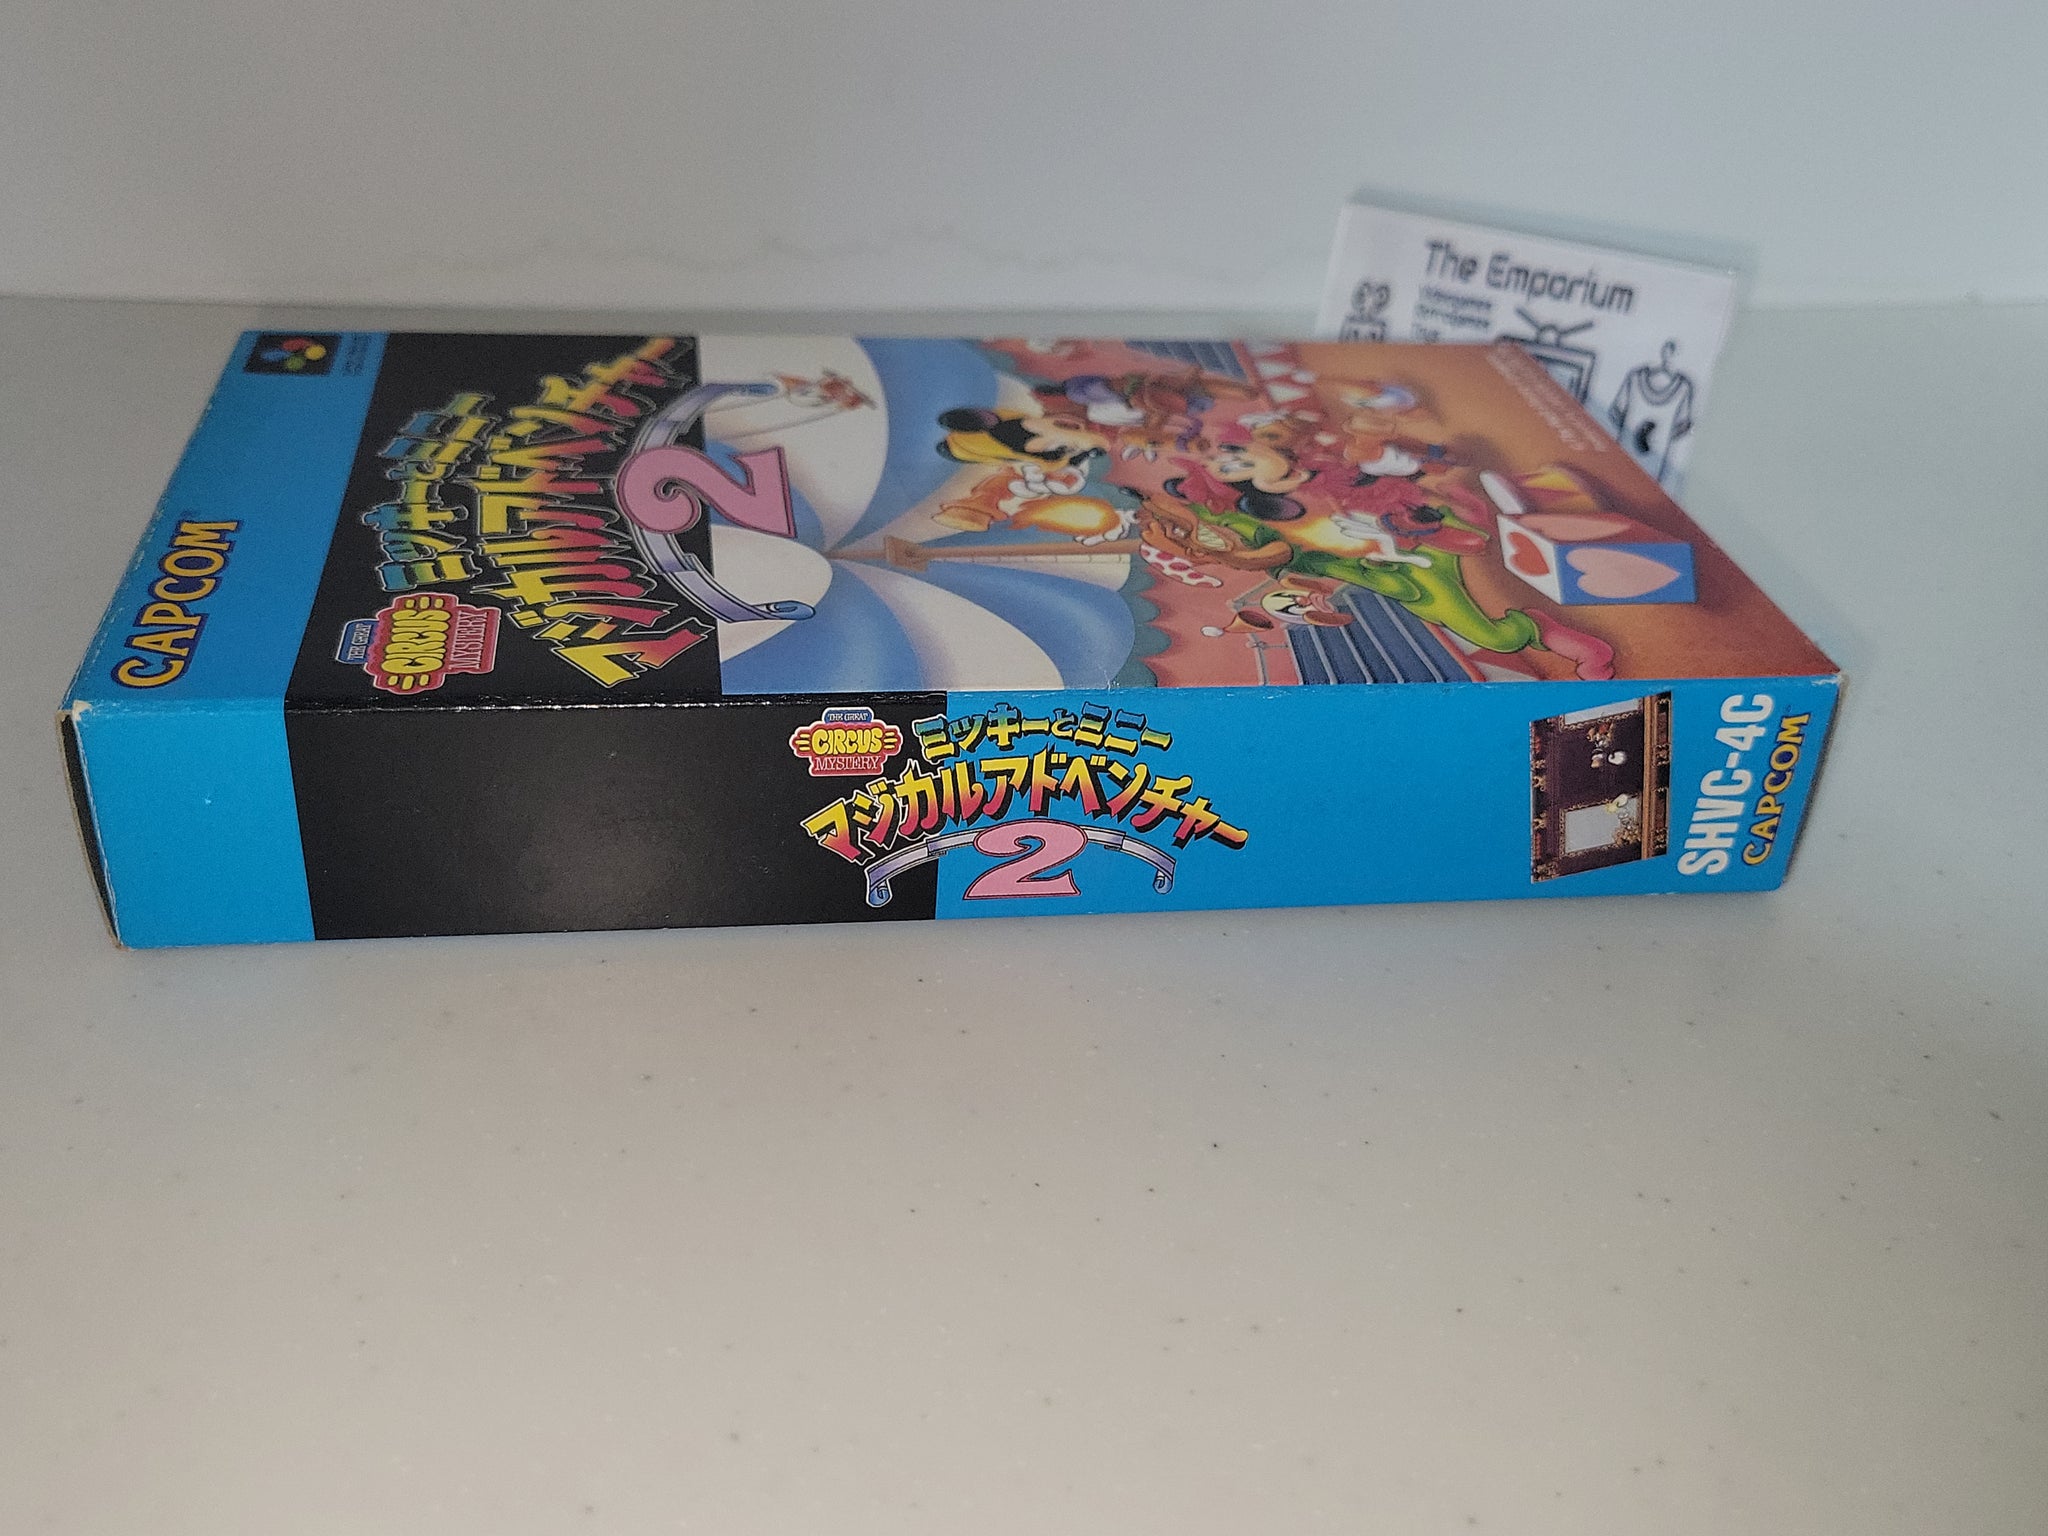 The Emporium
CAPCOM
THE GREAT
CIRCUS
MYSTERY
ミッキーとミニー
マジカルアドベンチャー
2
THE GREAT
CIRCUS
MYSTERY
ミッキーとミニー
マジカルアドベンチャー
2
SHVC-4C
CAPCOM